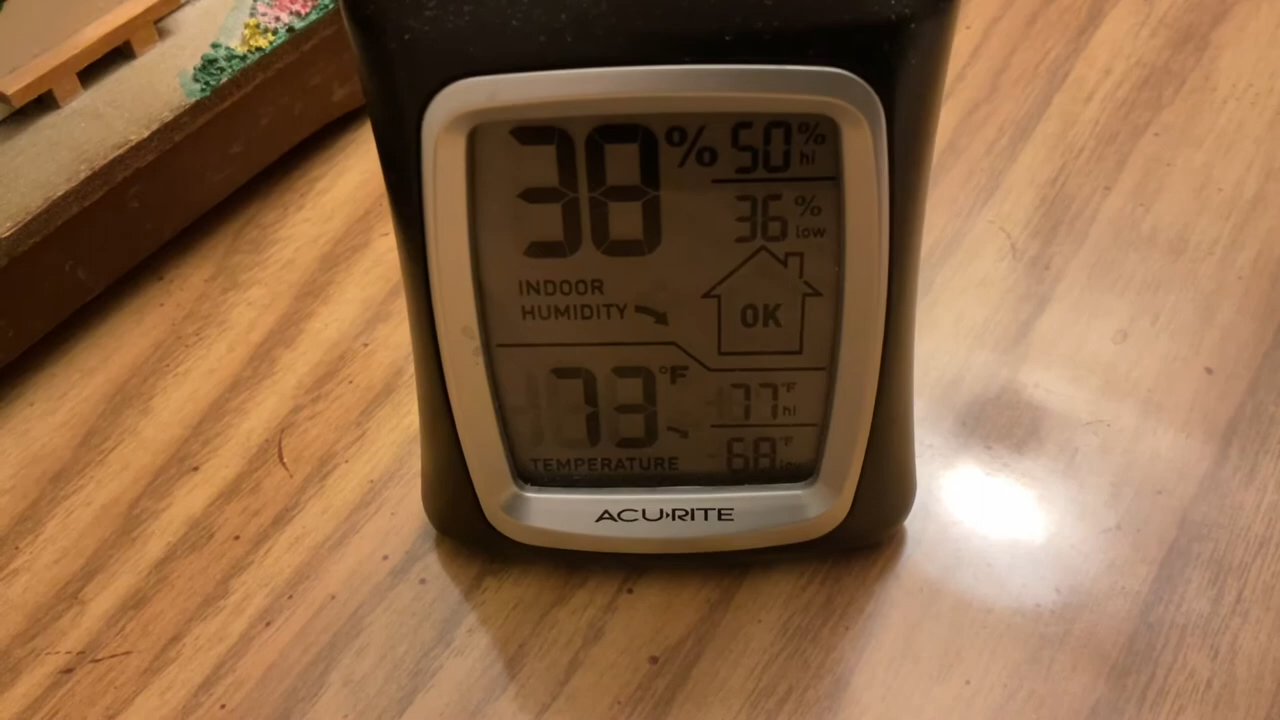 38% 50% hi
36% low
INDOOR
HUMIDITY
OK
73°F 77°F hi
68°F
TEMPERATURE
ACURITE